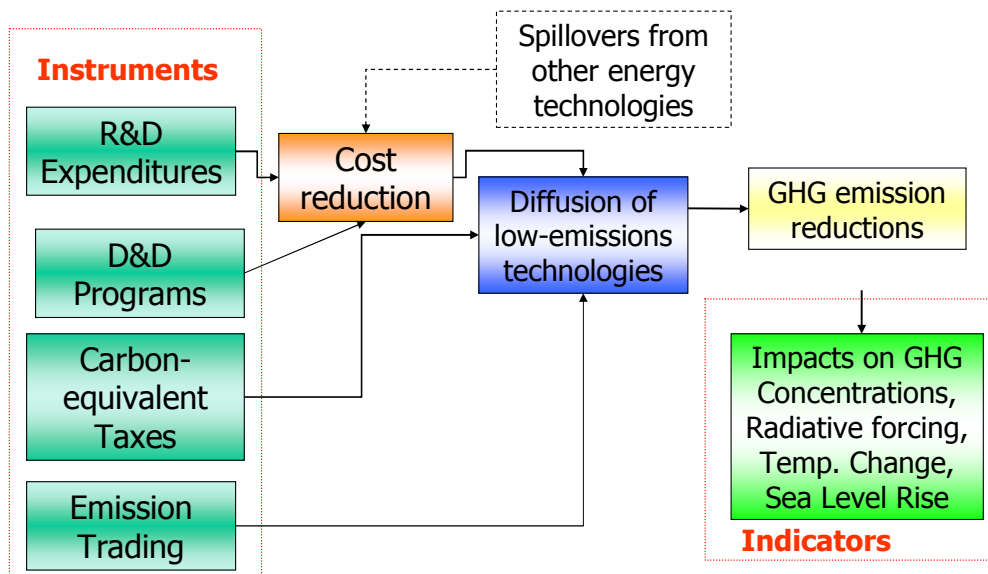 Instruments
R&D
Expenditures
D&D
Programs
Carbon-
equivalent
Taxes
Emission
Trading
Cost
reduction
Spillovers from
other energy
technologies
Diffusion of
low-emissions
technologies
GHG emission
reductions
Impacts on GHG
Concentrations,
Radiative forcing,
Temp. Change,
Sea Level Rise
Indicators